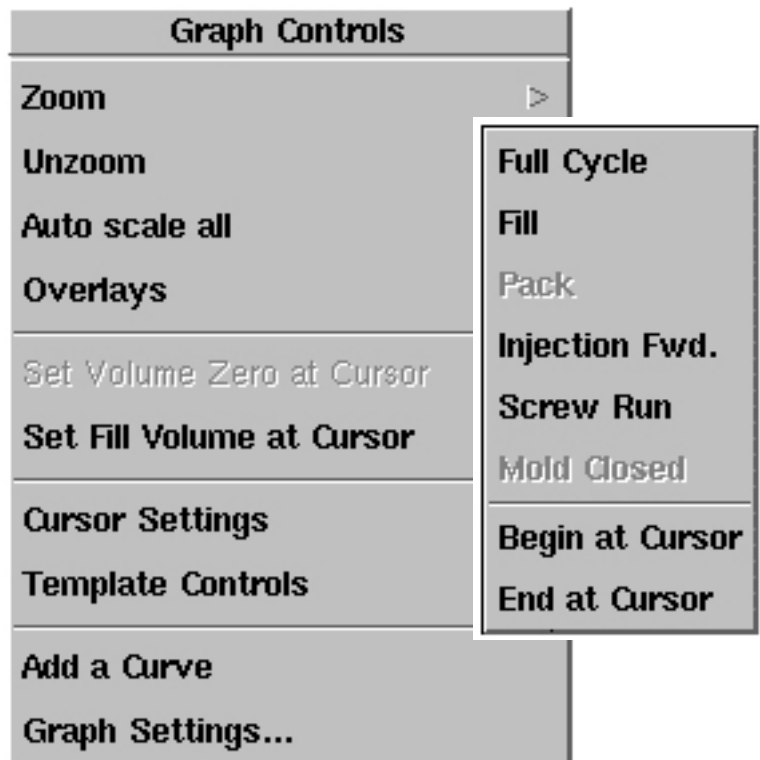 Graph Controls
Zoom
Unzoom
Auto scale all
Overlays
Set Volume Zero at Cursor
Set Fill Volume at Cursor
Cursor Settings
Template Controls
Add a Curve
Graph Settings...
Full Cycle
Fill
Pack
Injection Fwd.
Screw Run
Mold Closed
Begin at Cursor
End at Cursor